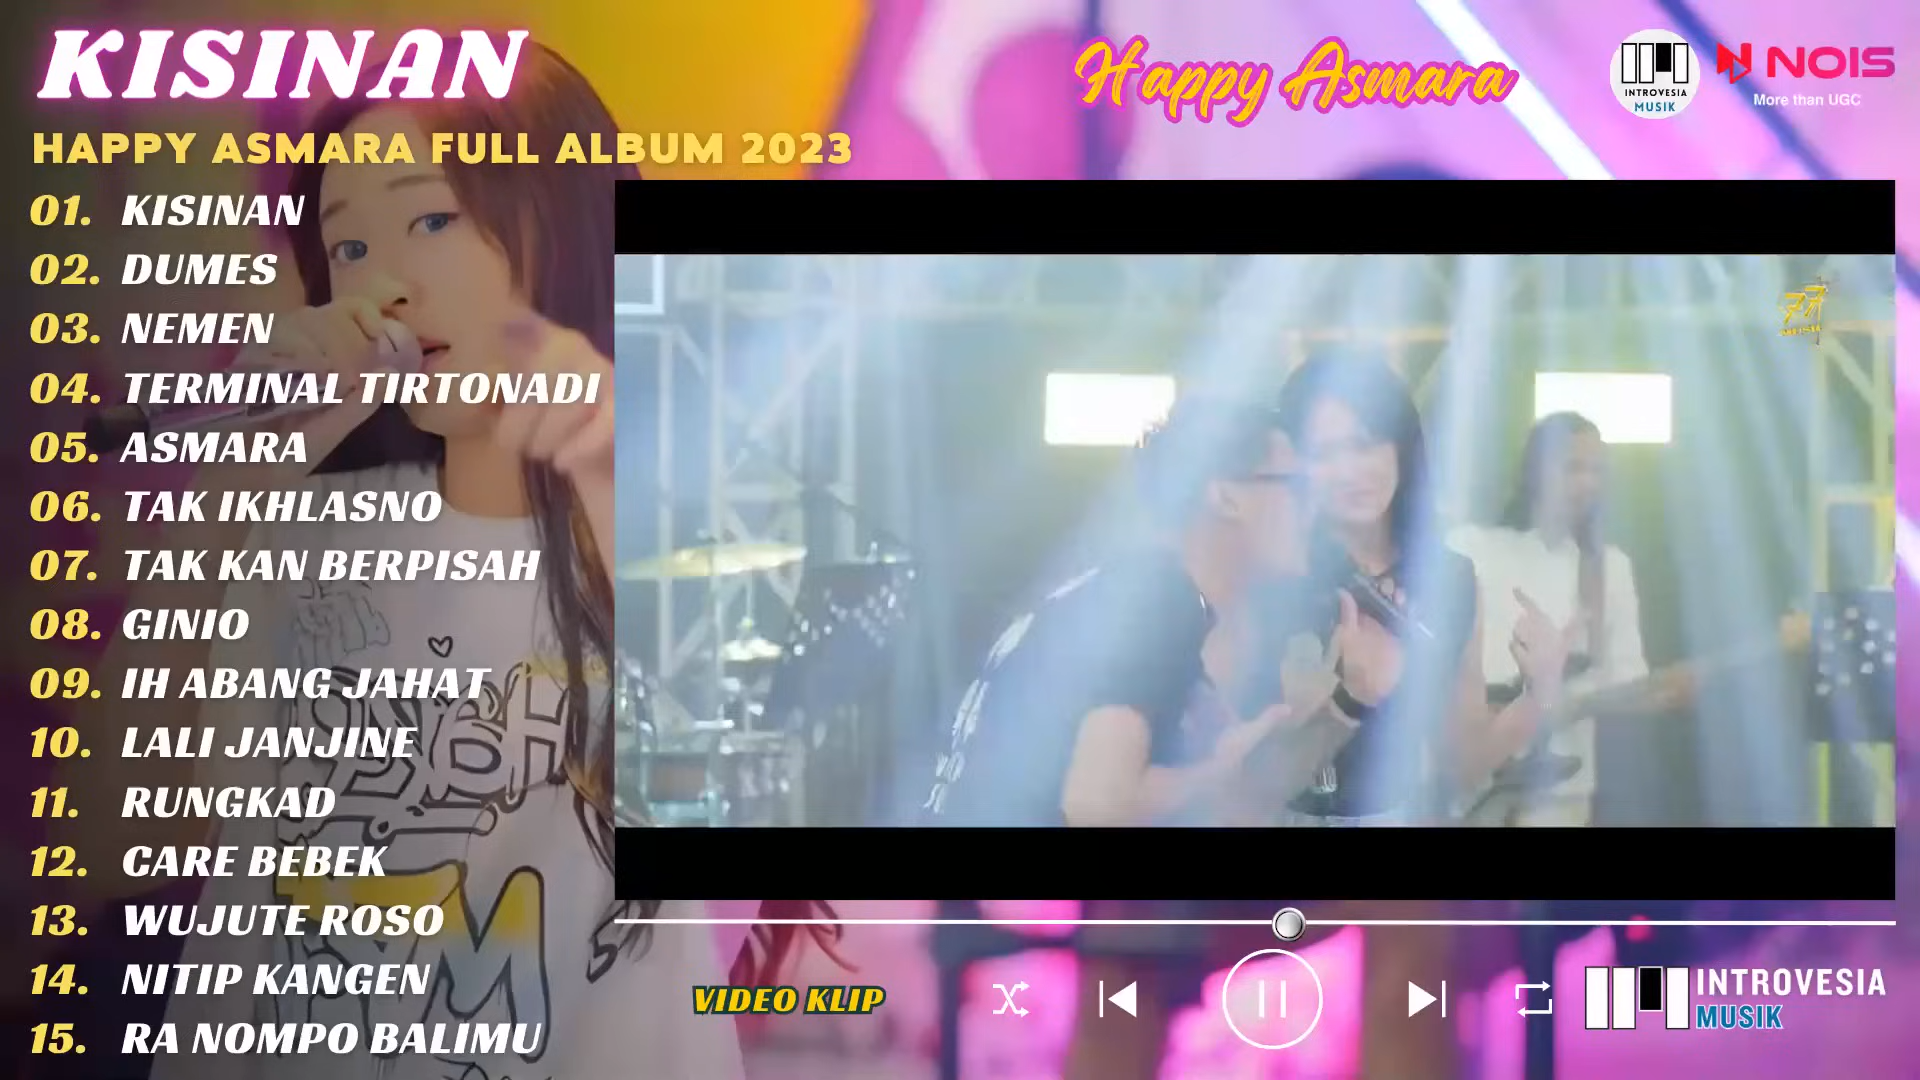 KISINAN
Happy Asmara
INTROVESIA
MUSIK
NOIS
More than UGC
HAPPY ASMARA FULL ALBUM 2023
01. KISINAN
02. DUMES
03. NEMEN
04. TERMINAL TIRTONADI
05. ASMARA
06. TAK IKHLASNO
07. TAK KAN BERPISAH
08. GINIO
09. IH ABANG JAHAT
10. LALI JANJINE
11. RUNGKAD
12. CARE BEBEK
13. WUJUTE ROSO
14. NITIP KANGEN
15. RA NOMPO BALIMU
VIDEO KLIP
INTROVESIA
MUSIK